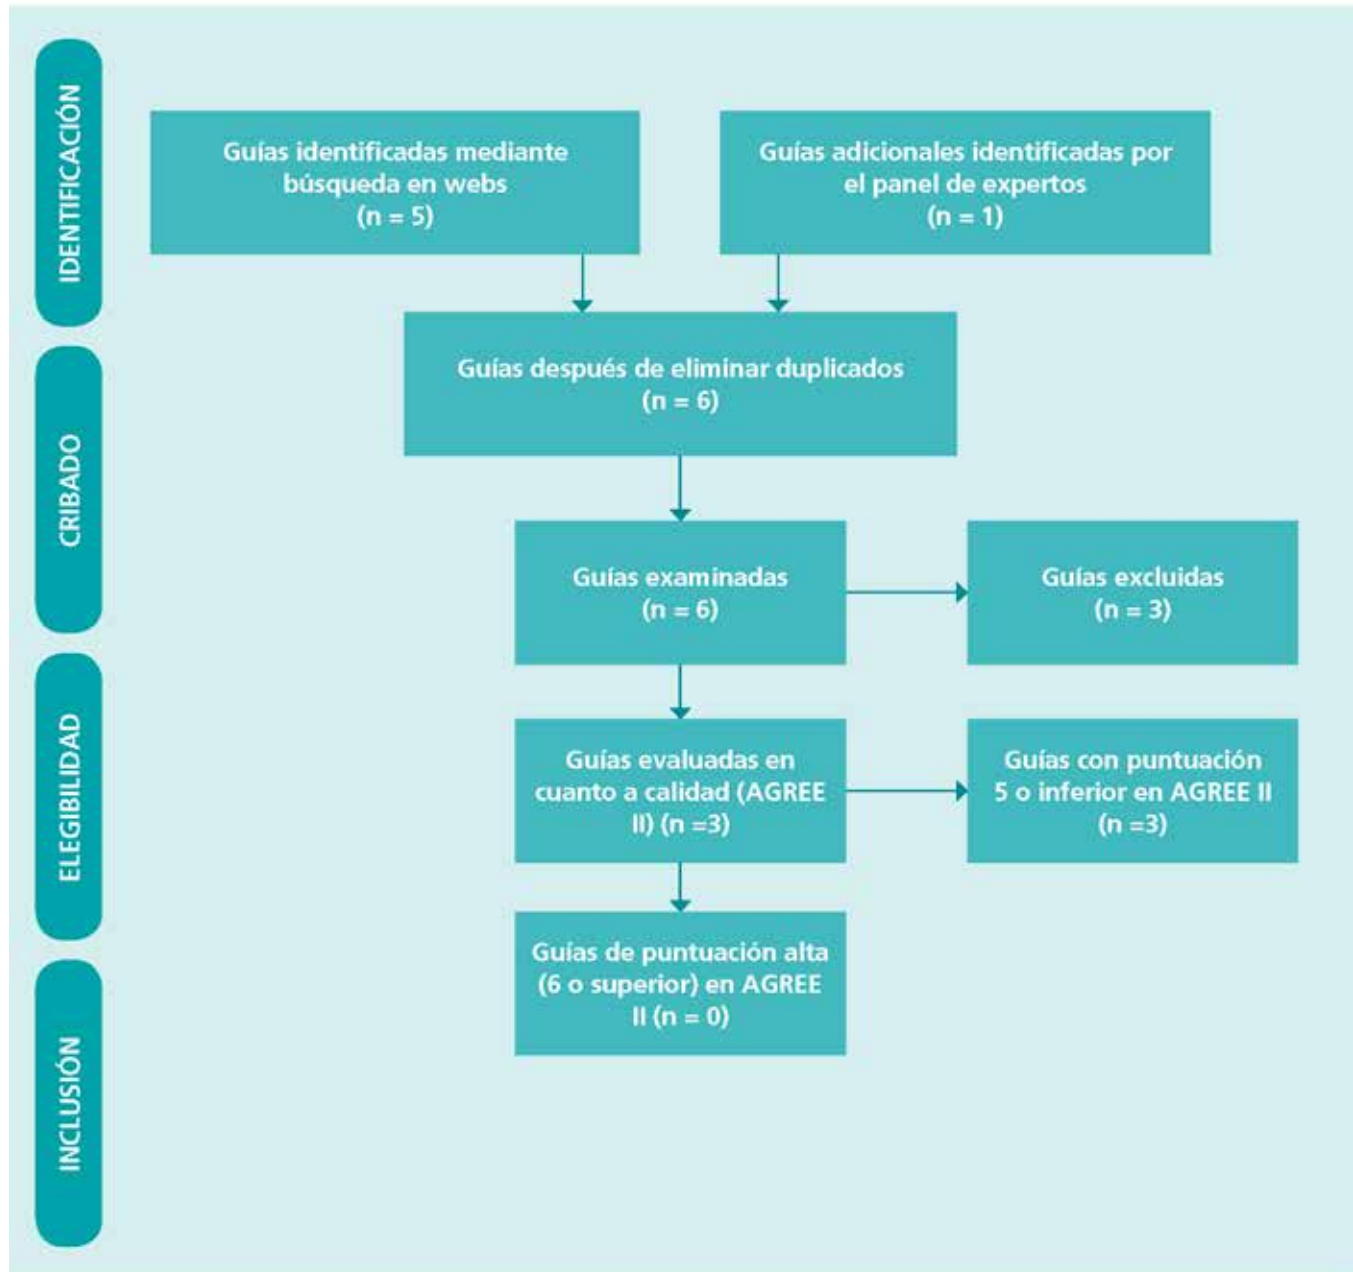 IDENTIFICACIÓN
Guías identificadas mediante
búsqueda en webs
(n = 5)
Guías adicionales identificadas por
el panel de expertos
(n = 1)
Guías después de eliminar duplicados
(n = 6)
CRIBADO
Guías examinadas
(n = 6)
Guías excluidas
(n = 3)
ELEGIBILIDAD
Guías evaluadas en
cuanto a calidad (AGREE
II) (n =3)
Guías con puntuación
5 o inferior en AGREE II
(n =3)
Guías de puntuación alta
(6 o superior) en AGREE
II (n = 0)
INCLUSIÓN